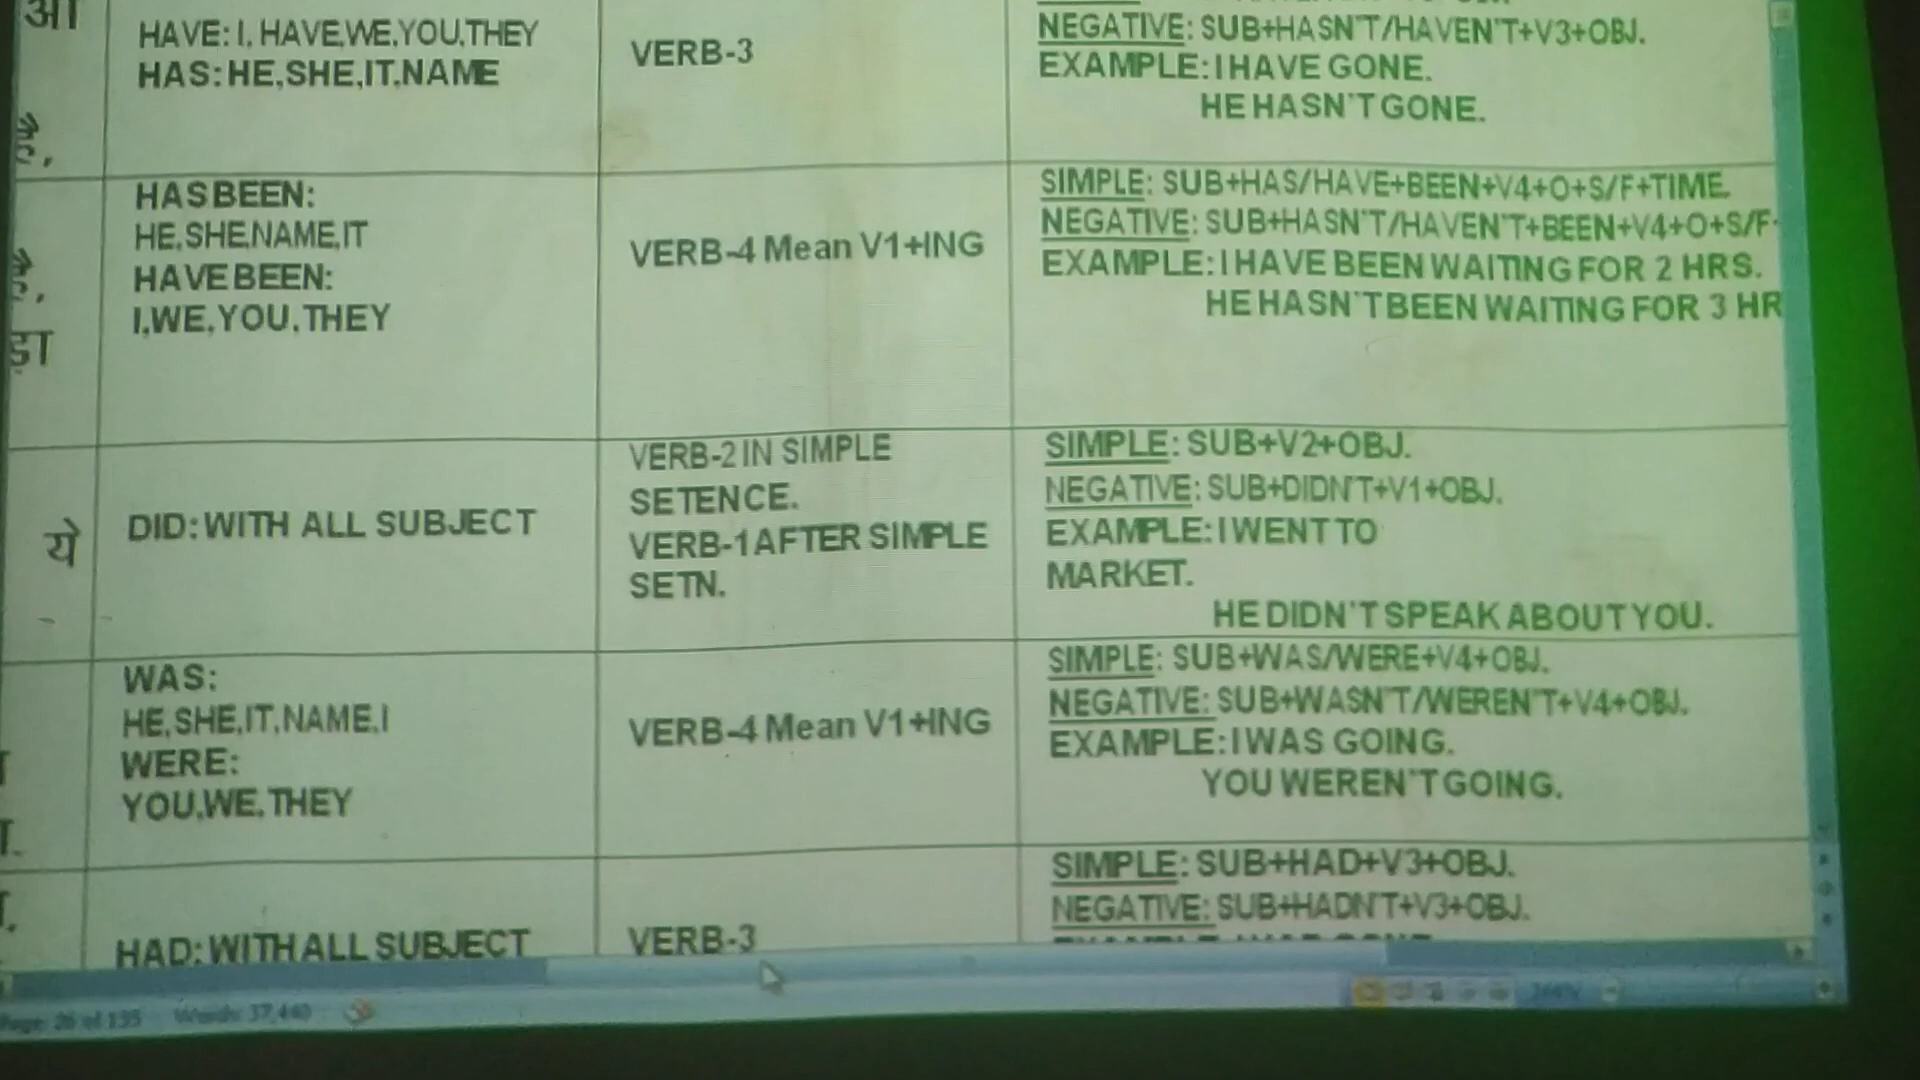 आ
HAVE: I, HAVE,WE,YOU,THEY
HAS: HE,SHE,IT,NAME
VERB-3
NEGATIVE: SUB+HASN'T/HAVEN'T+V3+OBJ.
EXAMPLE: I HAVE GONE.
HE HASN'T GONE.
है,
HAS BEEN:
HE,SHE,NAME,IT
HAVE BEEN:
I,WE,YOU,THEY
है,
ड़ा
VERB-4 Mean V1+ING
SIMPLE: SUB+HAS/HAVE+BEEN+V4+O+S/F+TIME.
NEGATIVE: SUB+HASN'T/HAVEN'T+BEEN+V4+O+S/F+
EXAMPLE: I HAVE BEEN WAITING FOR 2 HRS.
HE HASN'T BEEN WAITING FOR 3 HR
ये
DID: WITH ALL SUBJECT
VERB-2 IN SIMPLE
SETENCE.
VERB-1 AFTER SIMPLE
SETN.
SIMPLE: SUB+V2+OBJ.
NEGATIVE: SUB+DIDN'T+V1+OBJ.
EXAMPLE: I WENT TO
MARKET.
HE DIDN'T SPEAK ABOUT YOU.
WAS:
HE,SHE,IT,NAME,I
WERE:
YOU,WE,THEY
VERB-4 Mean V1+ING
SIMPLE: SUB+WAS/WERE+V4+OBJ.
NEGATIVE: SUB+WASN'T/WEREN'T+V4+OBJ.
EXAMPLE: I WAS GOING.
YOU WEREN'T GOING.
HAD: WITH ALL SUBJECT
VERB-3
SIMPLE: SUB+HAD+V3+OBJ.
NEGATIVE: SUB+HADN'T+V3+OBJ.
Page: 26 of 135 Words: 37,440